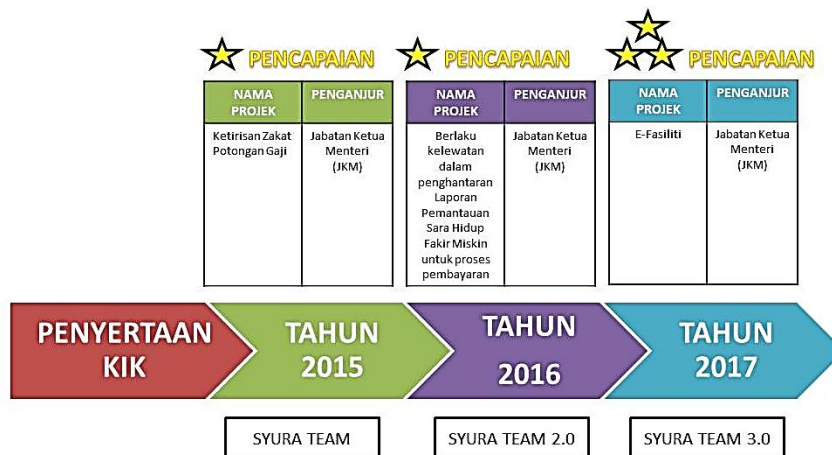 PENCAPAIAN
NAMA
PROJEK
PENGANJUR
Ketirisan Zakat
Potongan Gaji
Jabatan Ketua
Menteri
(JKM)
PENCAPAIAN
NAMA
PROJEK
PENGANJUR
Berlaku
kelewatan
dalam
penghantaran
Laporan
Pemantauan
Sara Hidup
Fakir Miskin
untuk proses
pembayaran
Jabatan Ketua
Menteri
(JKM)
PENCAPAIAN
NAMA
PROJEK
PENGANJUR
E-Fasiliti
Jabatan Ketua
Menteri
(JKM)
PENYERTAAN
KIK
TAHUN
2015
TAHUN
2016
TAHUN
2017
SYURA TEAM
SYURA TEAM 2.0
SYURA TEAM 3.0